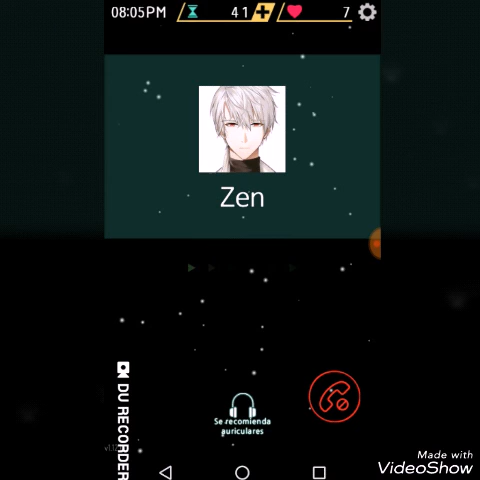 08:05PM 41 7
Zen
Se recomienda
auriculares
DU RECORDER
Made with
VideoShow